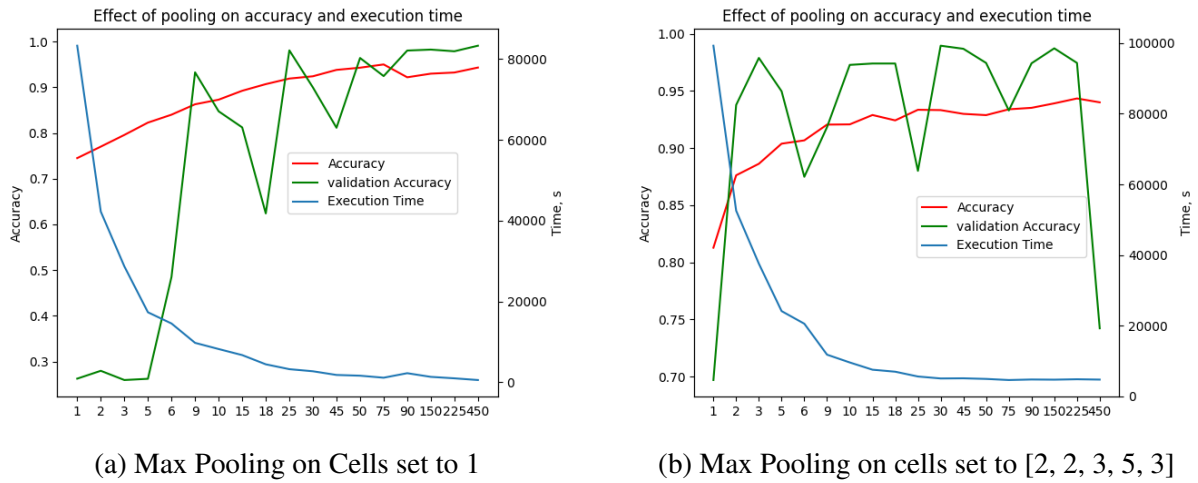 Effect of pooling on accuracy and execution time
1.0
0.9
0.8
0.7
0.6
0.5
0.4
0.3
Accuracy
Accuracy
validation Accuracy
Execution Time
80000
60000
40000
20000
0
Time, s
1 2 3 5 6 9 10 15 18 25 30 45 50 75 90 150 225 450
(a) Max Pooling on Cells set to 1
Effect of pooling on accuracy and execution time
1.00
0.95
0.90
0.85
0.80
0.75
0.70
Accuracy
Accuracy
validation Accuracy
Execution Time
100000
80000
60000
40000
20000
0
Time, s
1 2 3 5 6 9 10 15 18 25 30 45 50 75 90 150 225 450
(b) Max Pooling on cells set to [2, 2, 3, 5, 3]